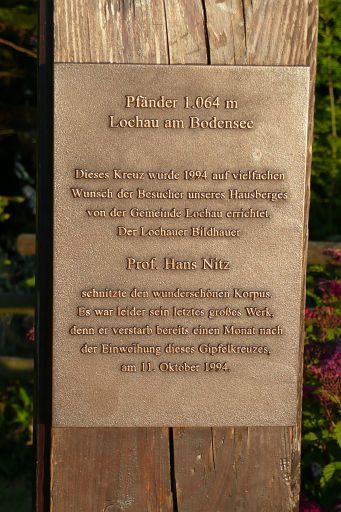 Pfänder 1.064 m
Lochau am Bodensee
Dieses Kreuz wurde 1994 auf vielfachen
Wunsch der Besucher unseres Hausberges
von der Gemeinde Lochau errichtet.
Der Lochauer Bildhauer
Prof. Hans Nitz
schnitzte den wunderschönen Korpus.
Es war leider sein letztes großes Werk,
denn er verstarb bereits einen Monat nach
der Einweihung dieses Gipfelkreuzes,
am 11. Oktober 1994.